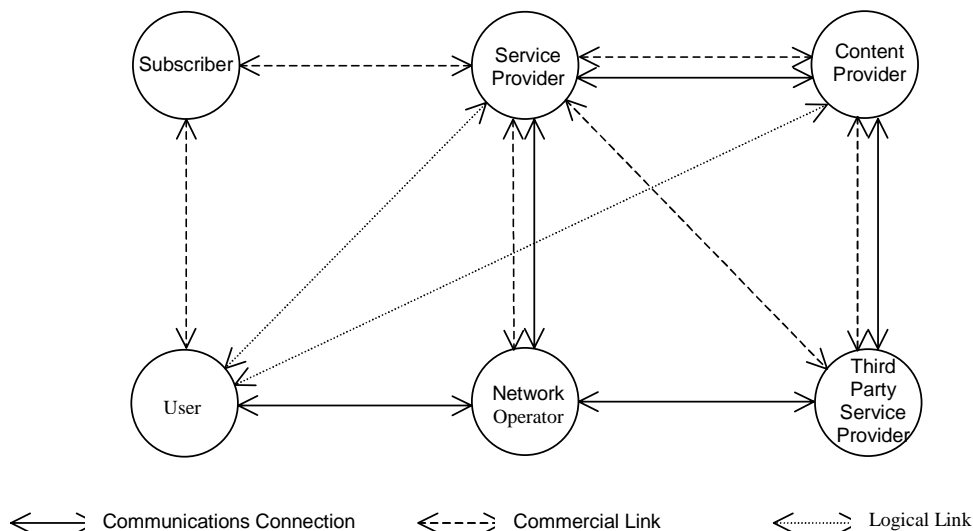 Subscriber
Service
Provider
Content
Provider
User
Network
Operator
Third
Party
Service
Provider
Communications Connection
Commercial Link
Logical Link